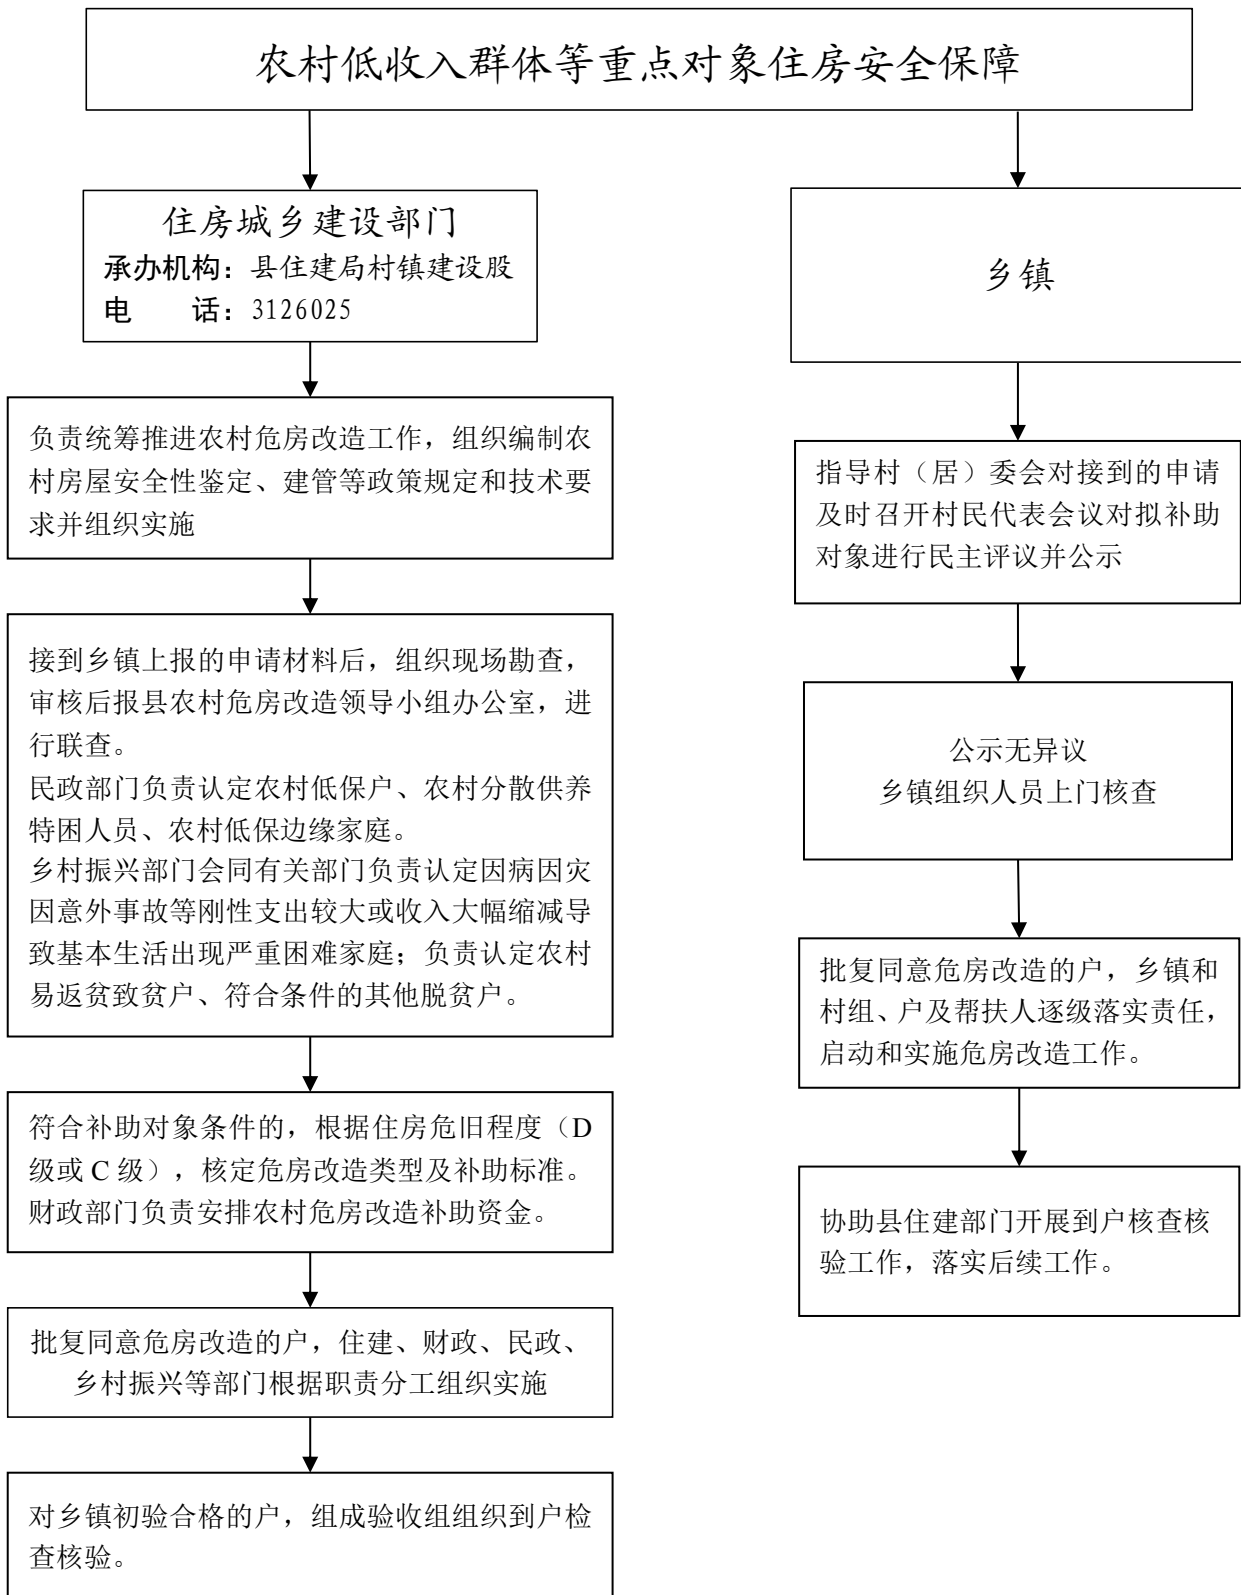 农村低收入群体等重点对象住房安全保障
住房城乡建设部门
承办机构：县住建局村镇建设股
电　　话：3126025
负责统筹推进农村危房改造工作，组织编制农
村房屋安全性鉴定、建管等政策规定和技术要
求并组织实施
接到乡镇上报的申请材料后，组织现场勘查，
审核后报县农村危房改造领导小组办公室，进
行联查。
民政部门负责认定农村低保户、农村分散供养
特困人员、农村低保边缘家庭。
乡村振兴部门会同有关部门负责认定因病因灾
因意外事故等刚性支出较大或收入大幅缩减导
致基本生活出现严重困难家庭；负责认定农村
易返贫致贫户、符合条件的其他脱贫户。
符合补助对象条件的，根据住房危旧程度（D
级或 C 级），核定危房改造类型及补助标准。
财政部门负责安排农村危房改造补助资金。
批复同意危房改造的户，住建、财政、民政、
乡村振兴等部门根据职责分工组织实施
对乡镇初验合格的户，组成验收组组织到户检
查核验。
乡镇
指导村（居）委会对接到的申请
及时召开村民代表会议对拟补助
对象进行民主评议并公示
公示无异议
乡镇组织人员上门核查
批复同意危房改造的户，乡镇和
村组、户及帮扶人逐级落实责任，
启动和实施危房改造工作。
协助县住建部门开展到户核查核
验工作，落实后续工作。